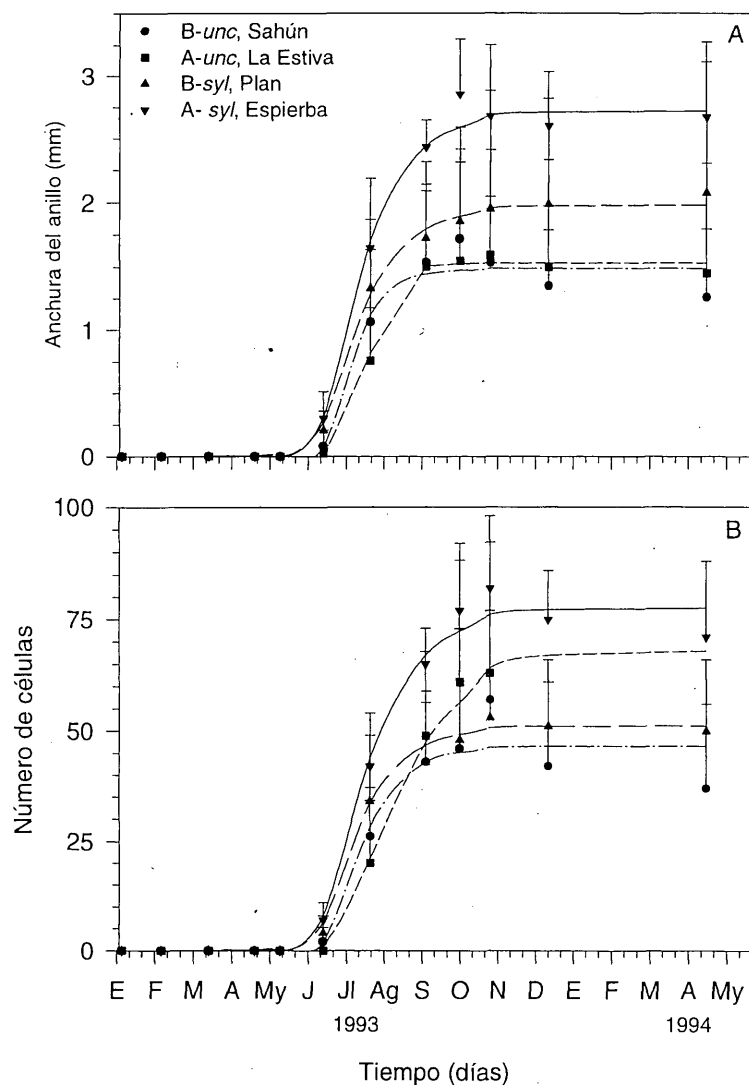 B-unc, Sahún
A-unc, La Estiva
B-syl, Plan
A- syl, Espierba
A
3
2
1
0
Anchura del anillo (mm)
B
100
75
50
25
0
Número de células
E F M A My J Jl Ag S O N D E F M A My
1993 1994
Tiempo (días)